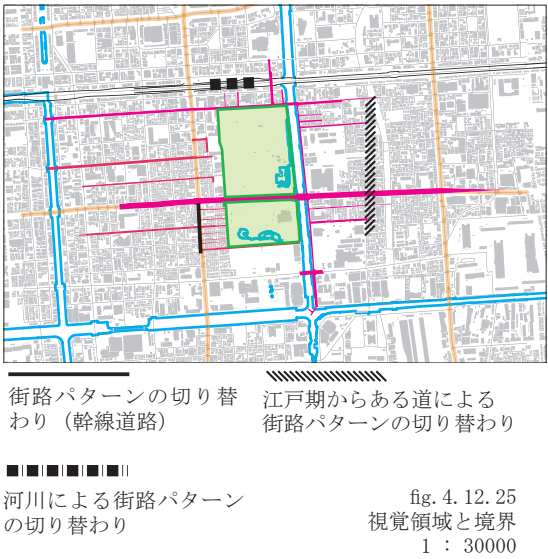 街路パターンの切り替
わり（幹線道路）
江戸期からある道による
街路パターンの切り替わり
河川による街路パターン
の切り替わり
fig. 4. 12. 25
視覚領域と境界
1 : 30000